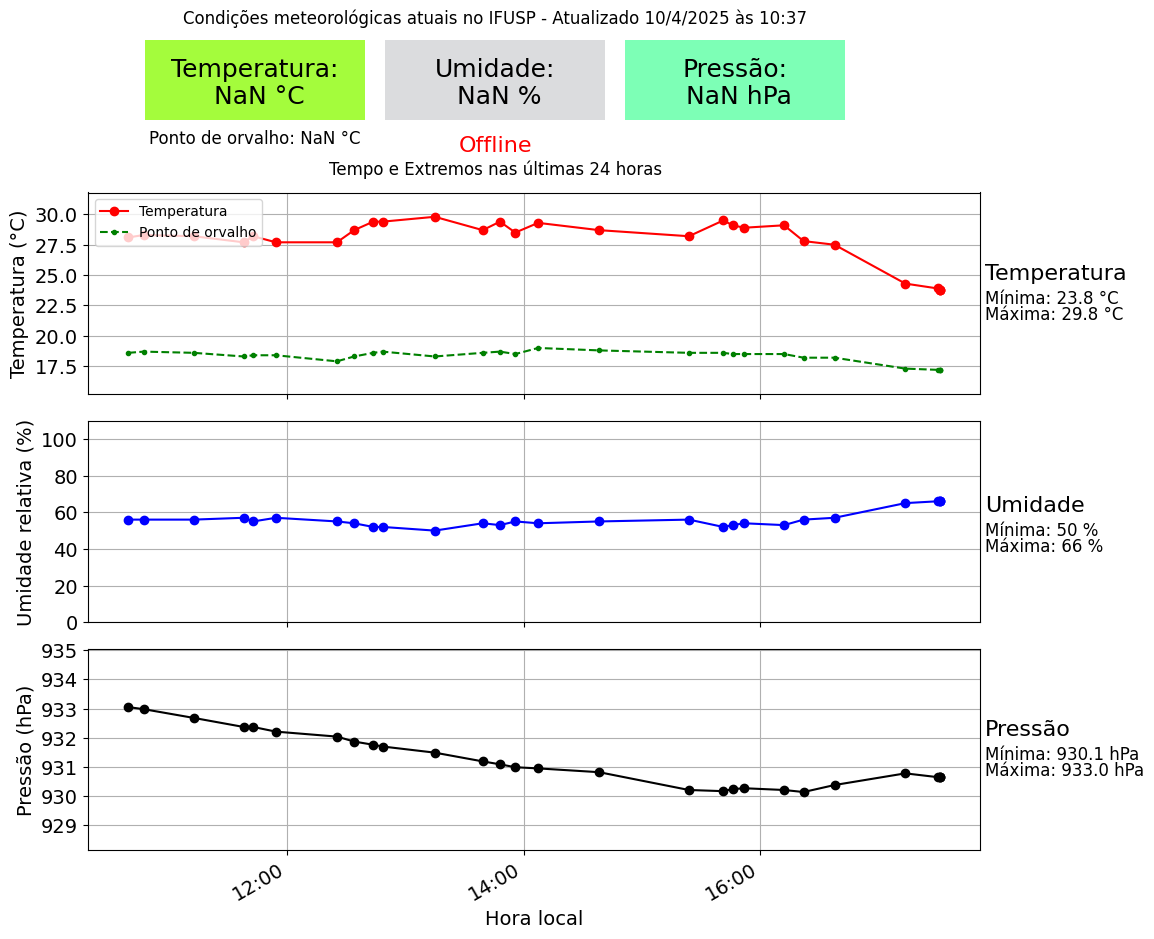 Condições meteorológicas atuais no IFUSP - Atualizado 10/4/2025 às 10:37
Temperatura:
NaN °C
Umidade:
NaN %
Pressão:
NaN hPa
Ponto de orvalho: NaN °C
Offline
Tempo e Extremos nas últimas 24 horas
Temperatura (°C)
30.0
27.5
25.0
22.5
20.0
17.5
Temperatura
Ponto de orvalho
Temperatura
Mínima: 23.8 °C
Máxima: 29.8 °C
Umidade relativa (%)
100
80
60
40
20
0
Umidade
Mínima: 50 %
Máxima: 66 %
Pressão (hPa)
935
934
933
932
931
930
929
Pressão
Mínima: 930.1 hPa
Máxima: 933.0 hPa
12:00
14:00
16:00
Hora local